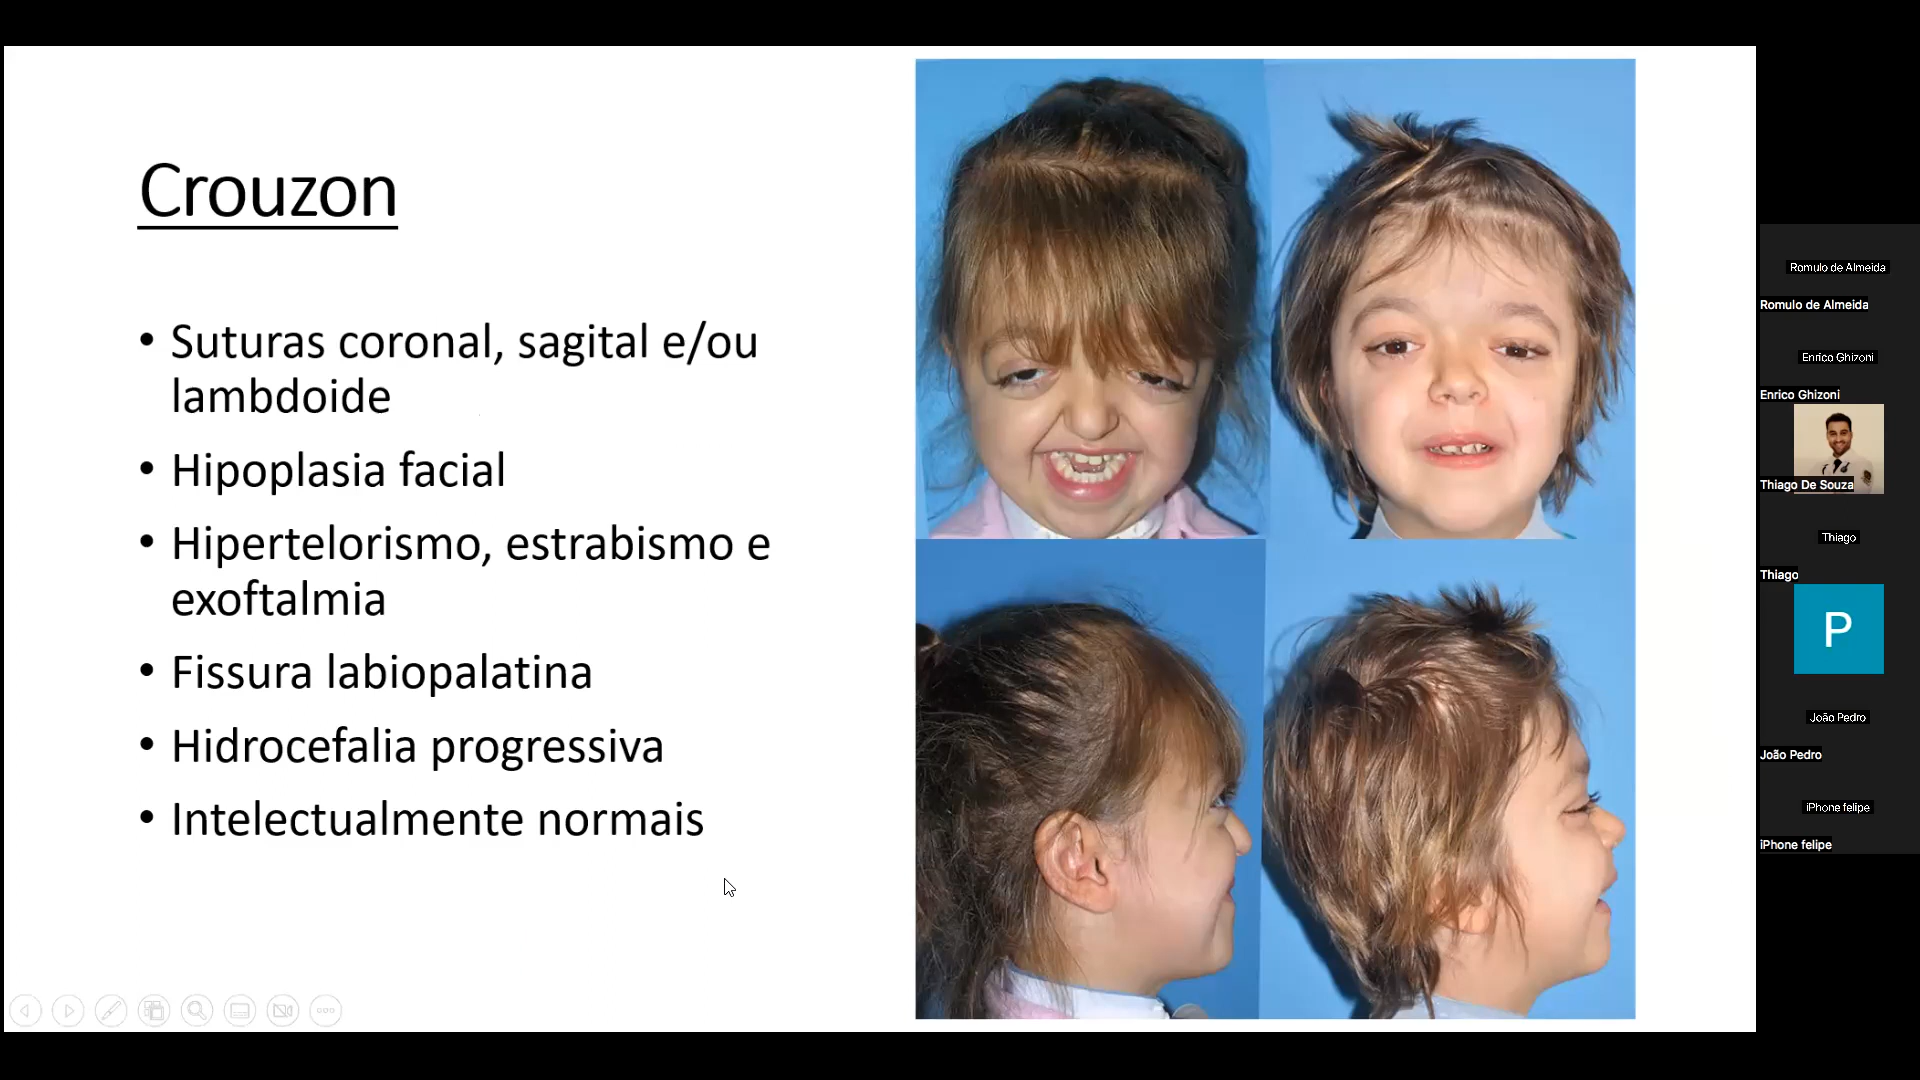 Crouzon
• Suturas coronal, sagital e/ou
lambdoide
• Hipoplasia facial
• Hipertelorismo, estrabismo e
exoftalmia
• Fissura labiopalatina
• Hidrocefalia progressiva
• Intelectualmente normais
Romulo de Almeida
Romulo de Almeida
Enrico Ghizoni
Enrico Ghizoni
Thiago De Souza
Thiago
Thiago
P
João Pedro
João Pedro
iPhone felipe
iPhone felipe